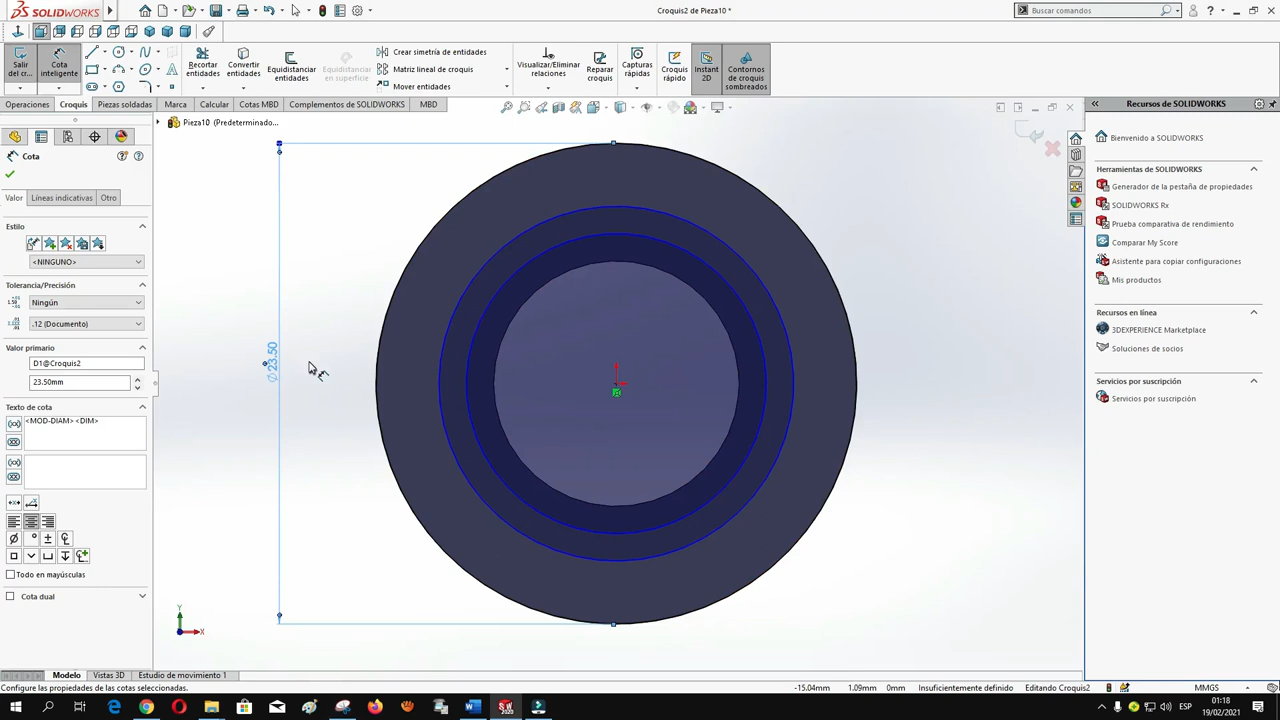 SOLIDWORKS
Croquis2 de Pieza10 *
Buscar comandos
Salir del cr...
Cota inteligente
Recortar entidades
Convertir entidades
Equidistanciar entidades
Equidistanciar en superficie
Crear simetría de entidades
Matriz lineal de croquis
Mover entidades
Visualizar/Eliminar relaciones
Reparar croquis
Capturas rápidas
Croquis rápido
Instant 2D
Contornos de croquis sombreados
Operaciones
Croquis
Piezas soldadas
Marca
Calcular
Cotas MBD
Complementos de SOLIDWORKS
MBD
Recursos de SOLIDWORKS
Pieza10 (Predeterminado...
Cota
Valor
Líneas indicativas
Otro
Estilo
<NINGUNO>
Tolerancia/Precisión
Ningún
.12 (Documento)
Valor primario
D1@Croquis2
23.50mm
Texto de cota
<MOD-DIAM> <DIM>
Todo en mayúsculas
Cota dual
∅23.50
Y
X
Bienvenido a SOLIDWORKS
Herramientas de SOLIDWORKS
Generador de la pestaña de propiedades
SOLIDWORKS Rx
Prueba comparativa de rendimiento
Comparar My Score
Asistente para copiar configuraciones
Mis productos
Recursos en línea
3DEXPERIENCE Marketplace
Soluciones de socios
Servicios por suscripción
Servicios por suscripción
Modelo
Vistas 3D
Estudio de movimiento 1
Configure las propiedades de las cotas seleccionadas.
-15.04mm
1.09mm
0mm
Insuficientemente definido
Editando Croquis2
MMGS
ESP
01:18
19/02/2021